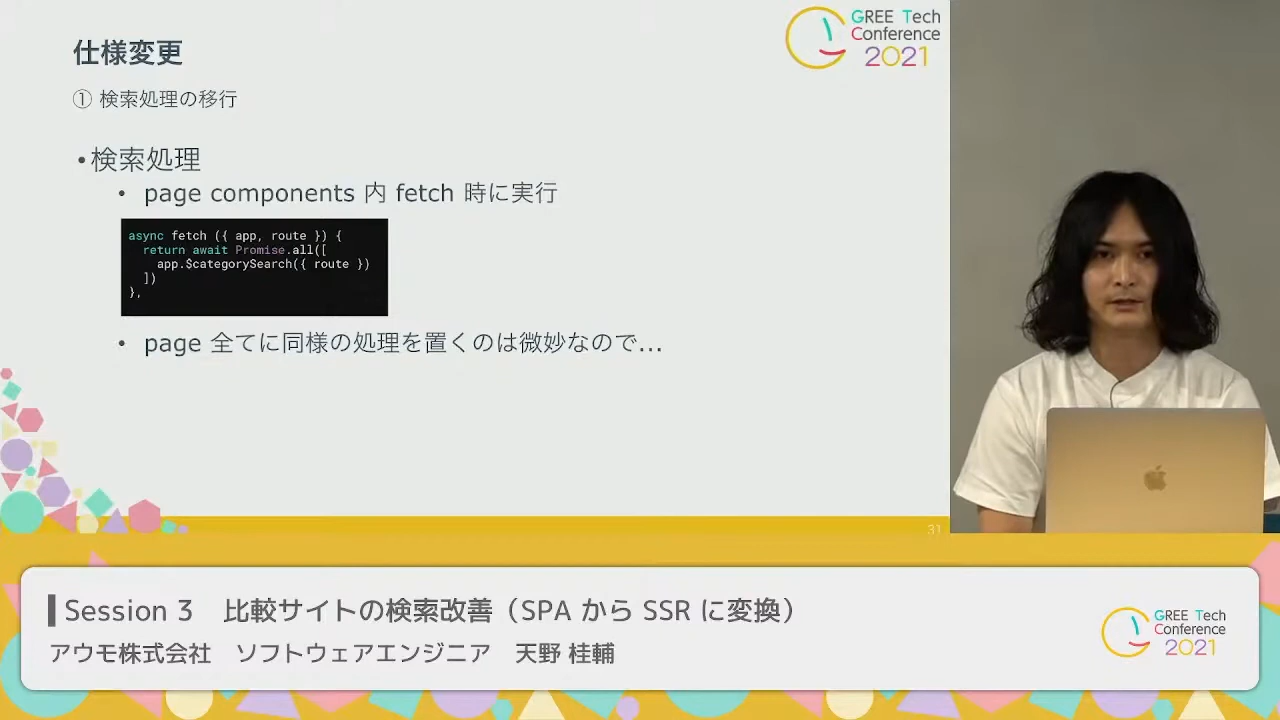 仕様変更
① 検索処理の移行
•検索処理
• page components 内 fetch 時に実行
async fetch ({ app, route }) {
return await Promise.all([
app.$categorySearch({ route })
])
},
• page 全てに同様の処理を置くのは微妙なので…
GREE Tech
Conference
2021
31
Session 3 比較サイトの検索改善（SPA から SSR に変換）
アウモ株式会社 ソフトウェアエンジニア 天野 桂輔
GREE Tech
Conference
2021